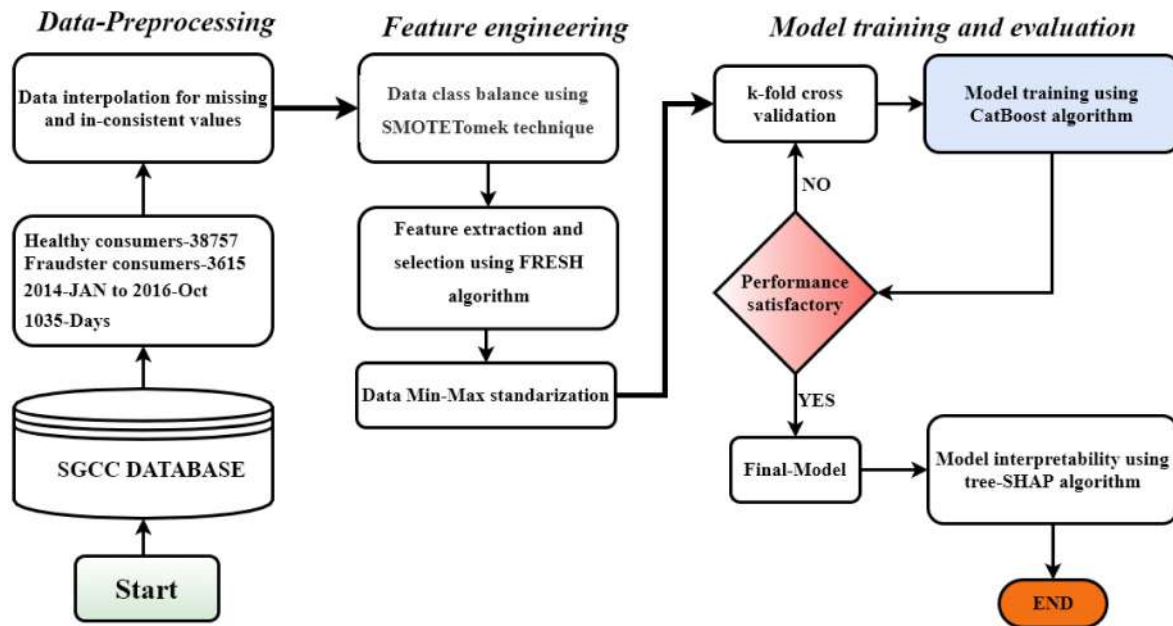 Data-Preprocessing
Data interpolation for missing
and in-consistent values
Healthy consumers-38757
Fraudster consumers-3615
2014-JAN to 2016-Oct
1035-Days
SGCC DATABASE
Start
Feature engineering
Data class balance using
SMOTETomek technique
Feature extraction and
selection using FRESH
algorithm
Data Min-Max standarization
Model training and evaluation
k-fold cross
validation
Model training using
CatBoost algorithm
NO
Performance
satisfactory
YES
Final-Model
Model interpretability using
tree-SHAP algorithm
END